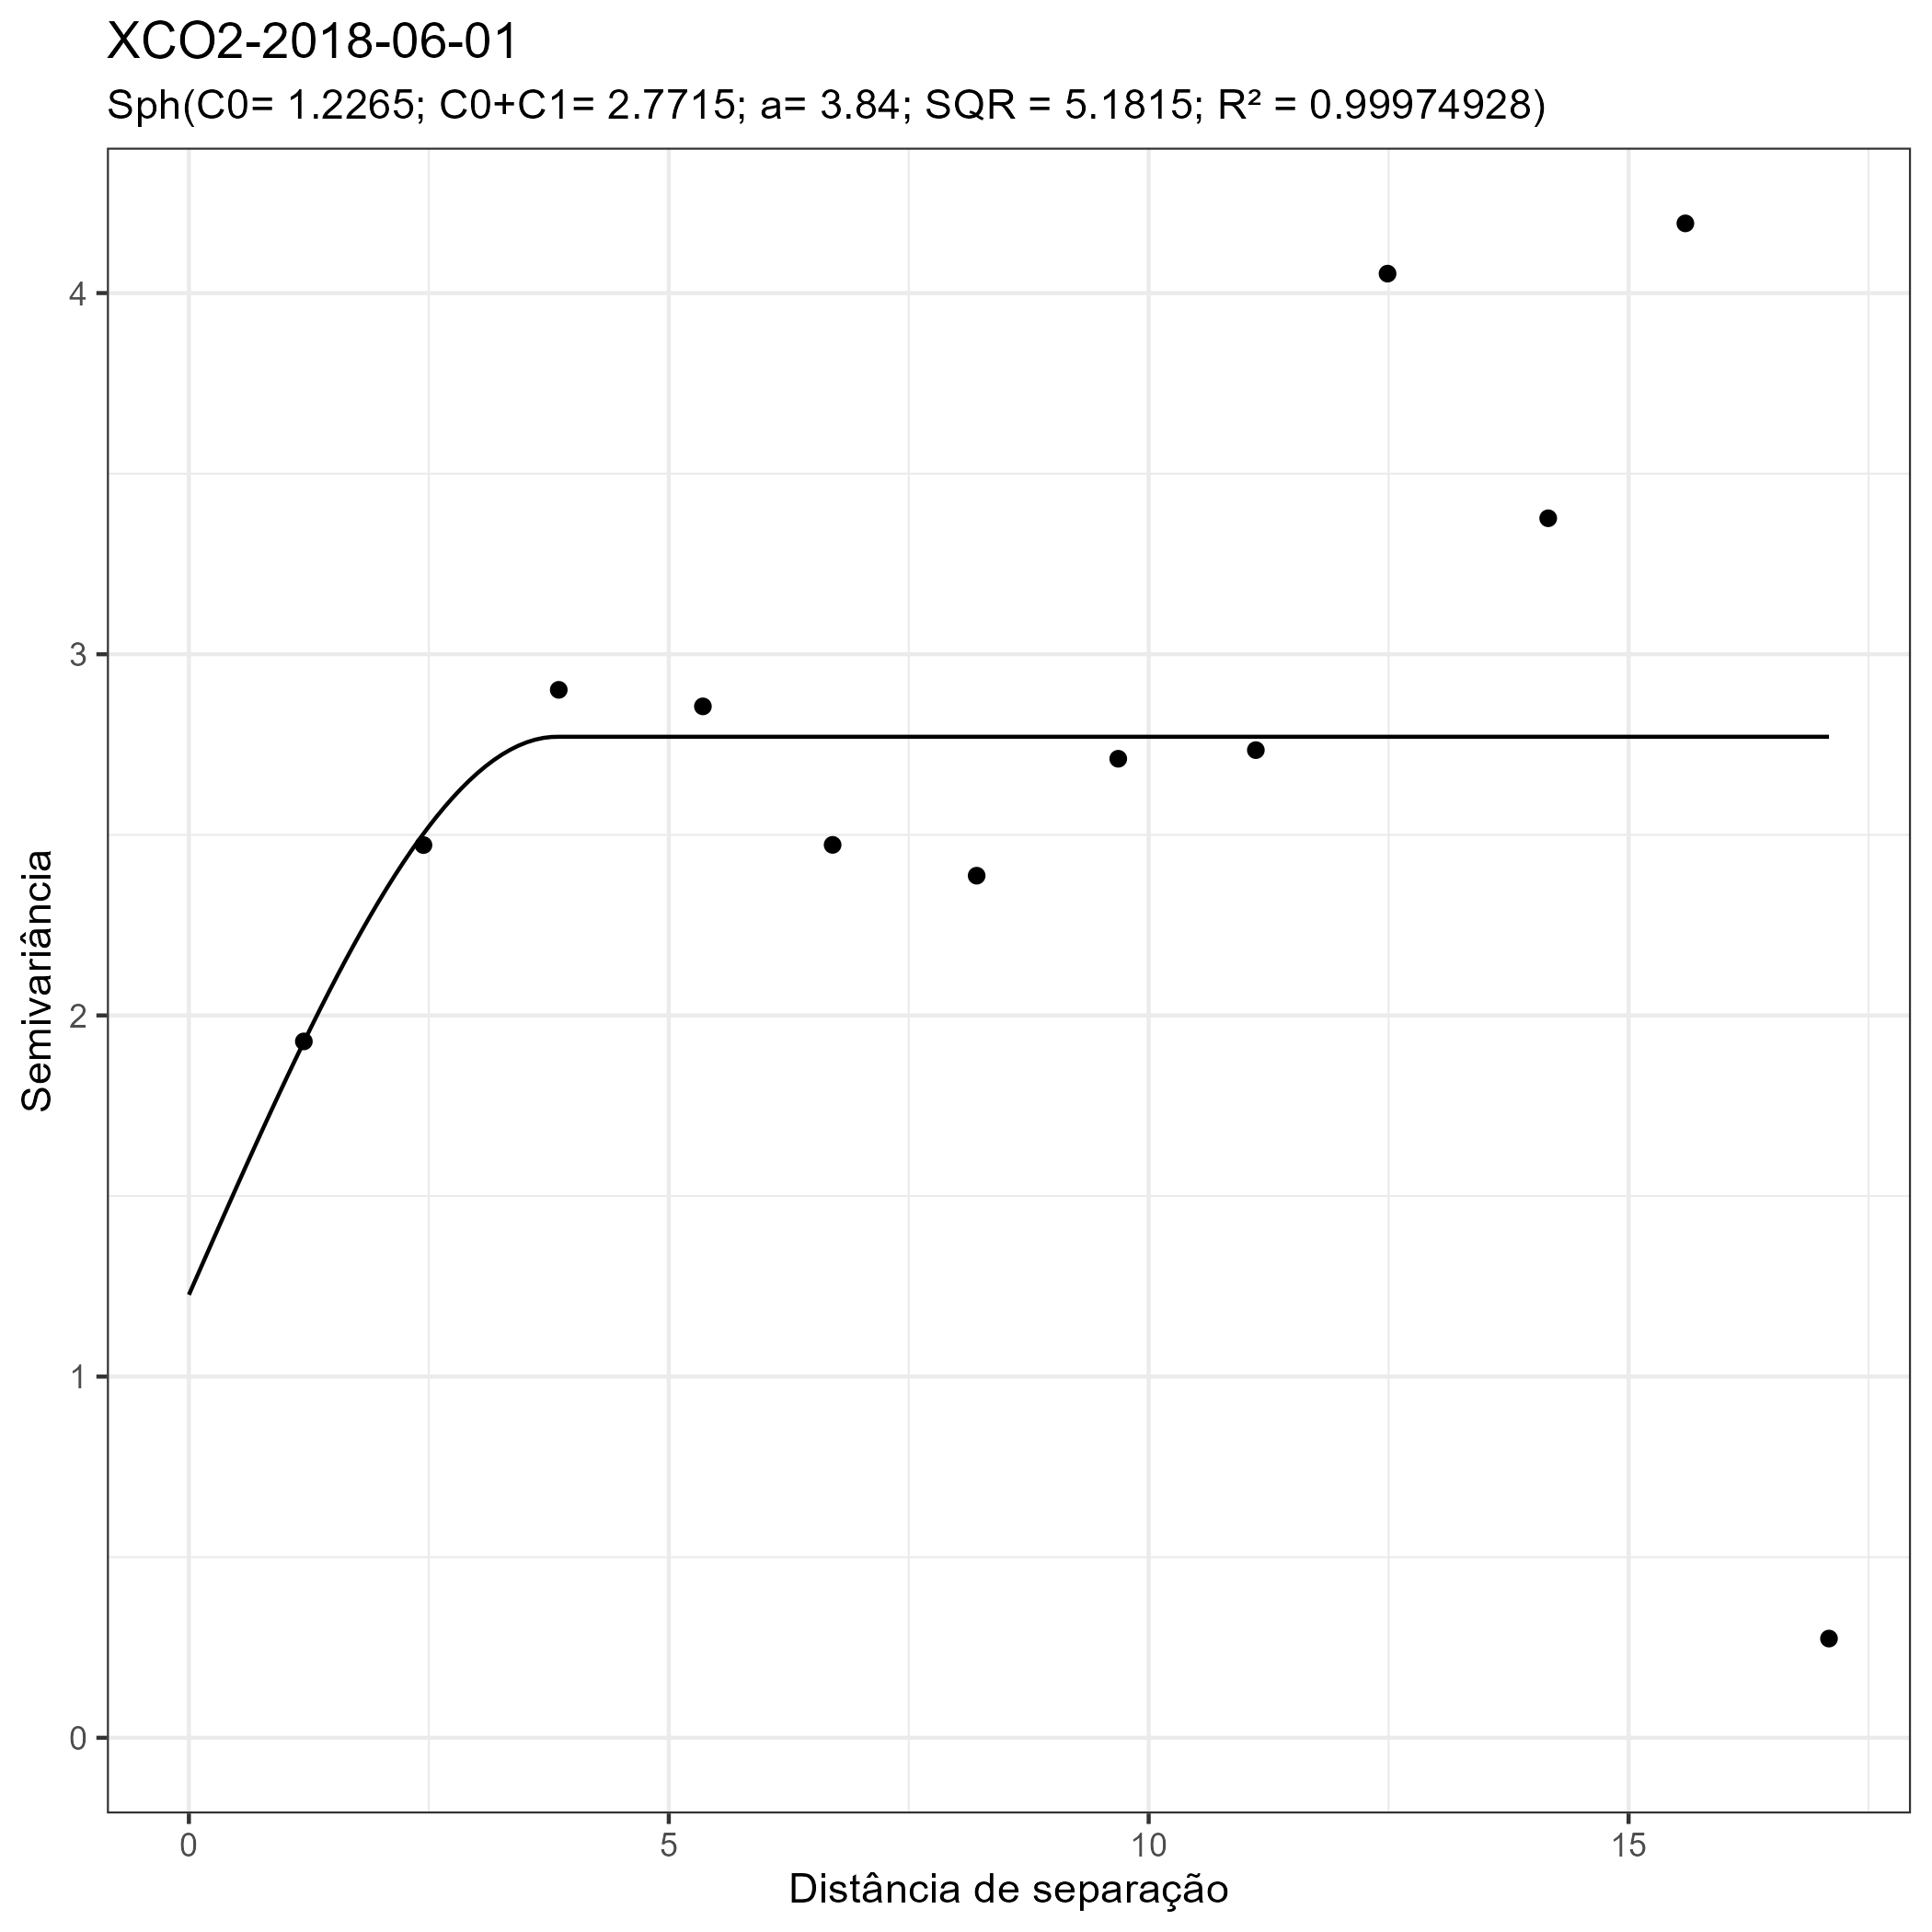 XCO2-2018-06-01
Sph(C0= 1.2265; C0+C1= 2.7715; a= 3.84; SQR = 5.1815; R² = 0.99974928)
Semivariância
4
3
2
1
0
0 5 10 15
Distância de separação